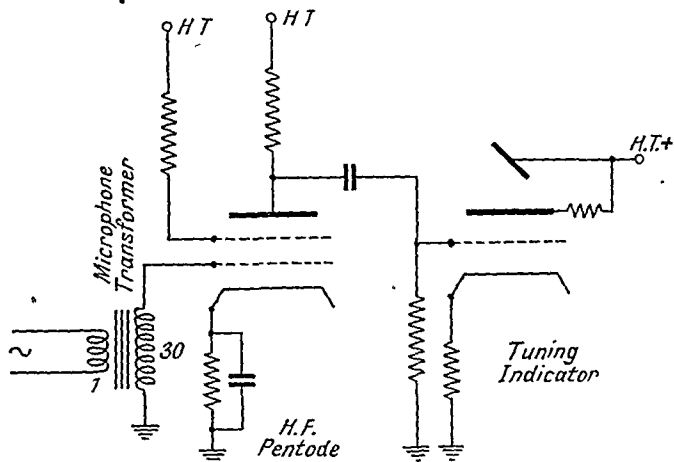 HT
HT
H.T.+
Microphone
Transformer
1
30
H.F.
Pentode
Tuning
Indicator